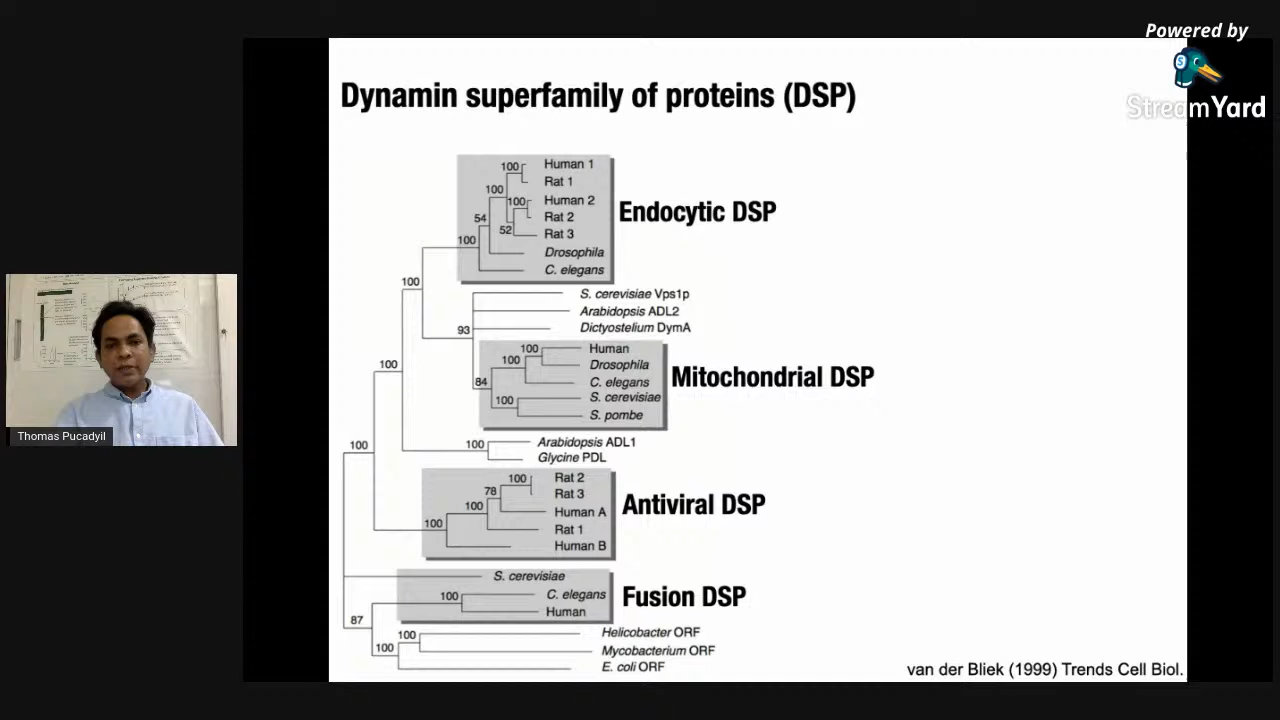 Powered by
StreamYard
Dynamin superfamily of proteins (DSP)
100
Human 1
Rat 1
100
100
Human 2
Rat 2
54
52
Rat 3
100
Drosophila
C. elegans
Endocytic DSP
100
S. cerevisiae Vps1p
Arabidopsis ADL2
93
Dictyostelium DymA
100
Human
100
Drosophila
84
C. elegans
100
S. cerevisiae
S. pombe
Mitochondrial DSP
100
100
Arabidopsis ADL1
Glycine PDL
100
100
Rat 2
78
Rat 3
100
Human A
100
Rat 1
Human B
Antiviral DSP
S. cerevisiae
100
C. elegans
Human
Fusion DSP
87
100
Helicobacter ORF
100
Mycobacterium ORF
E. coli ORF
van der Bliek (1999) Trends Cell Biol.
Thomas Pucadyil